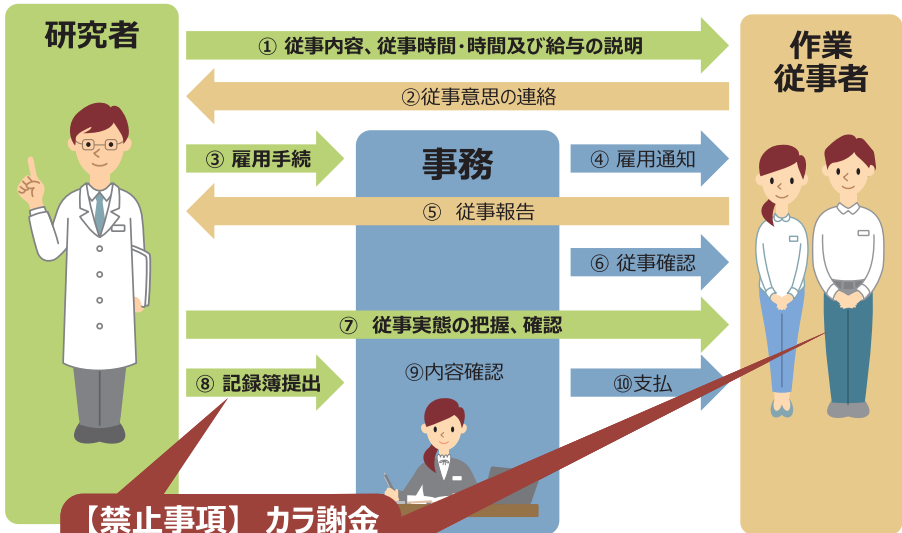 研究者
作業
従事者
① 従事内容、従事時間・時間及び給与の説明
②従事意思の連絡
③ 雇用手続
事務
④ 雇用通知
⑤ 従事報告
⑥ 従事確認
⑦ 従事実態の把握、確認
⑧ 記録簿提出
⑨内容確認
⑩支払
【禁止事項】 カラ謝金